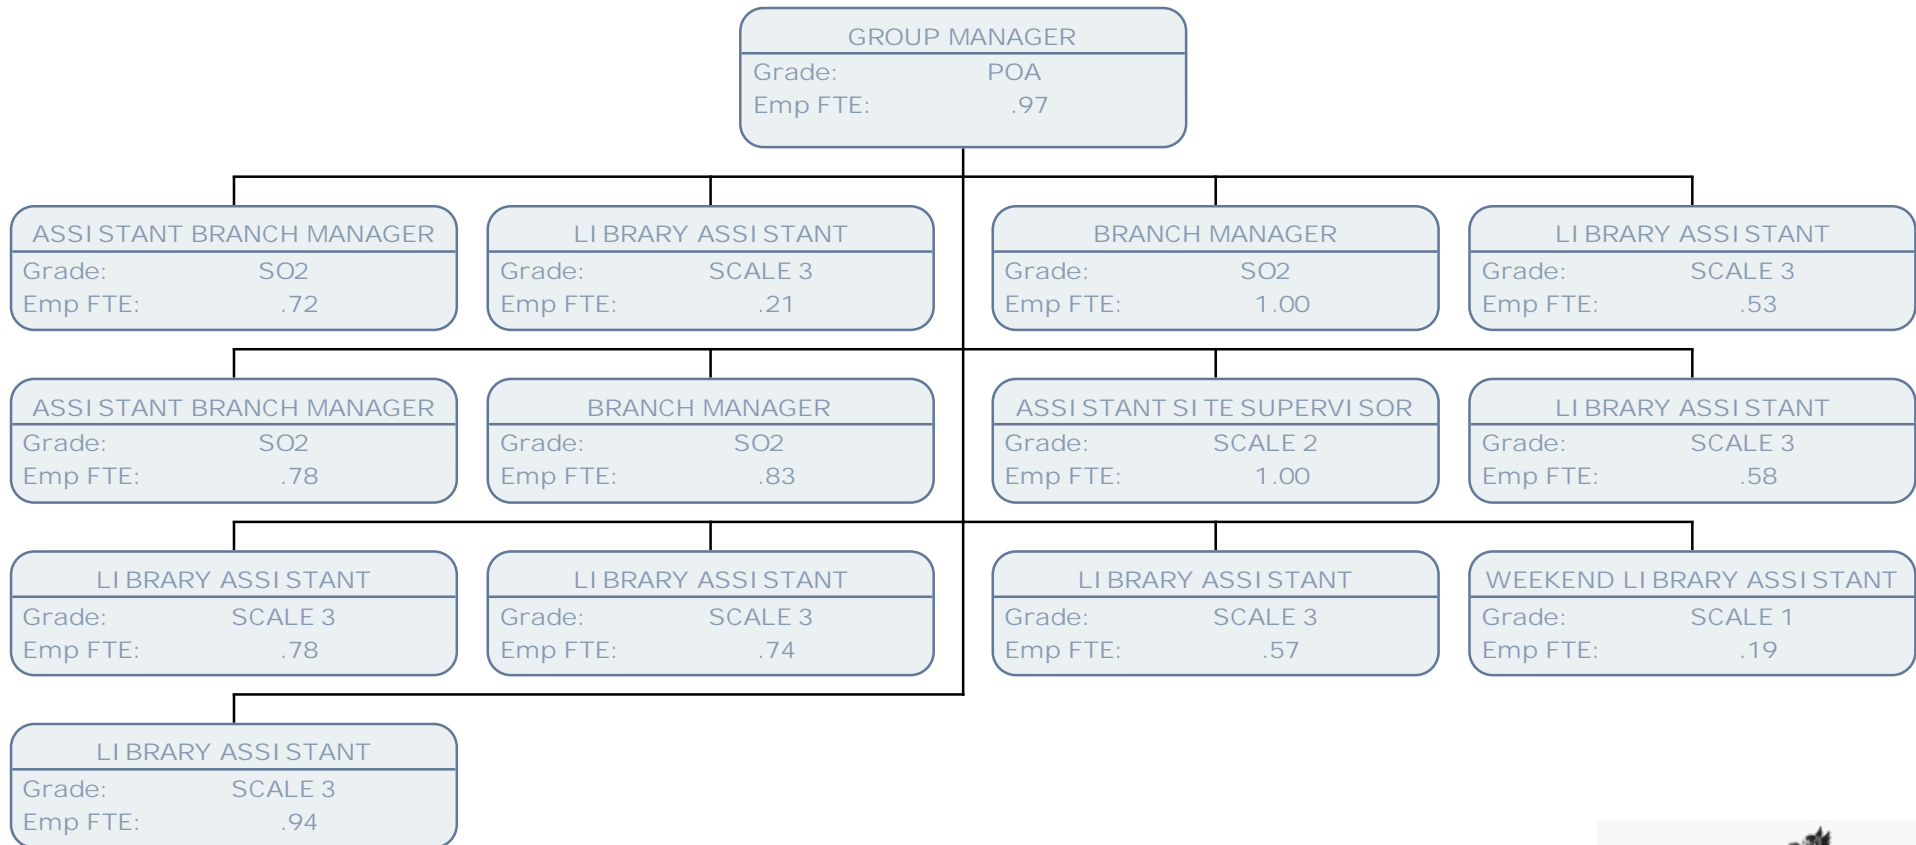 GROUP MANAGER
Grade: POA
Emp FTE: .97
ASSISTANT BRANCH MANAGER
Grade: SO2
Emp FTE: .72
LIBRARY ASSISTANT
Grade: SCALE 3
Emp FTE: .21
BRANCH MANAGER
Grade: SO2
Emp FTE: 1.00
LIBRARY ASSISTANT
Grade: SCALE 3
Emp FTE: .53
ASSISTANT BRANCH MANAGER
Grade: SO2
Emp FTE: .78
BRANCH MANAGER
Grade: SO2
Emp FTE: .83
ASSISTANT SITE SUPERVISOR
Grade: SCALE 2
Emp FTE: 1.00
LIBRARY ASSISTANT
Grade: SCALE 3
Emp FTE: .58
LIBRARY ASSISTANT
Grade: SCALE 3
Emp FTE: .78
LIBRARY ASSISTANT
Grade: SCALE 3
Emp FTE: .74
LIBRARY ASSISTANT
Grade: SCALE 3
Emp FTE: .57
WEEKEND LIBRARY ASSISTANT
Grade: SCALE 1
Emp FTE: .19
LIBRARY ASSISTANT
Grade: SCALE 3
Emp FTE: .94